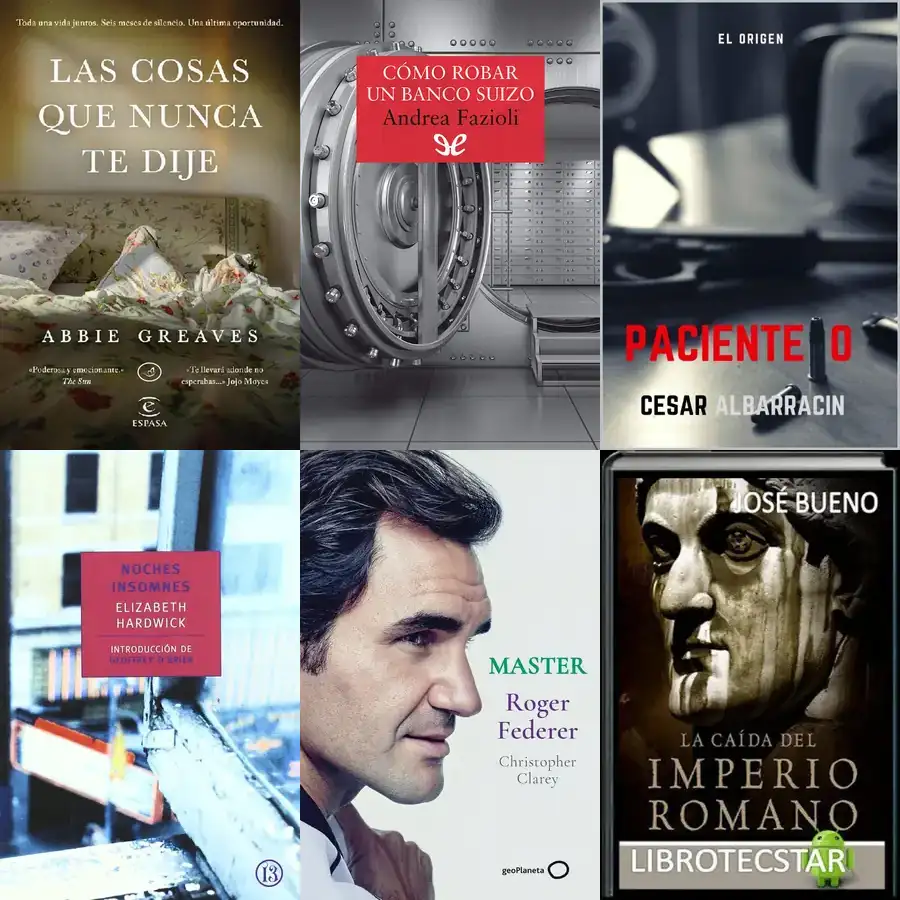 Toda una vida juntos. Seis meses de silencio. Una última oportunidad.
LAS COSAS
QUE NUNCA
TE DIJE
ABBIE GREAVES
«Poderosa y emocionante.»
The Sun
«Te llevará adonde no
esperabas...» Jojo Moyes
ESPASA
CÓMO ROBAR
UN BANCO SUIZO
Andrea Fazioli
EL ORIGEN
PACIENTE 0
CESAR ALBARRACIN
NOCHES
INSOMNES
ELIZABETH
HARDWICK
INTRODUCCIÓN DE
GEOFFREY O'BRIEN
13
MASTER
Roger
Federer
Christopher
Clarey
geoPlaneta
JOSÉ BUENO
LA CAÍDA DEL
IMPERIO
ROMANO
LIBROTECSTAR